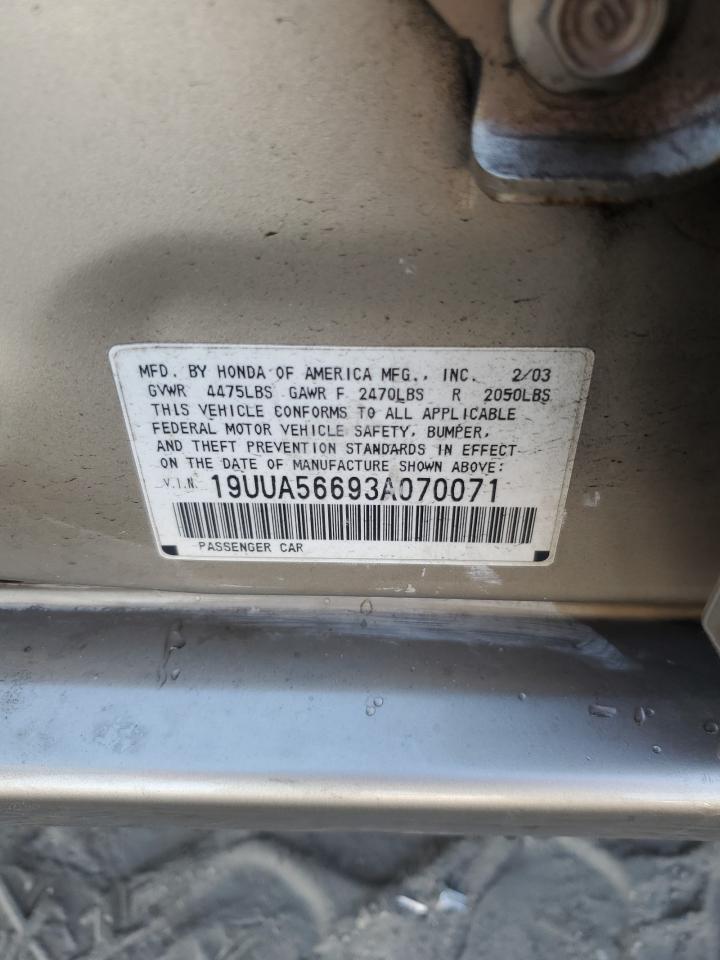 MFD. BY HONDA OF AMERICA MFG., INC. 2/03
GVWR 4475LBS GAWR F 2470LBS R 2050LBS
THIS VEHICLE CONFORMS TO ALL APPLICABLE
FEDERAL MOTOR VEHICLE SAFETY, BUMPER,
AND THEFT PREVENTION STANDARDS IN EFFECT
ON THE DATE OF MANUFACTURE SHOWN ABOVE:
V.I.N. 19UUA56693A070071
PASSENGER CAR